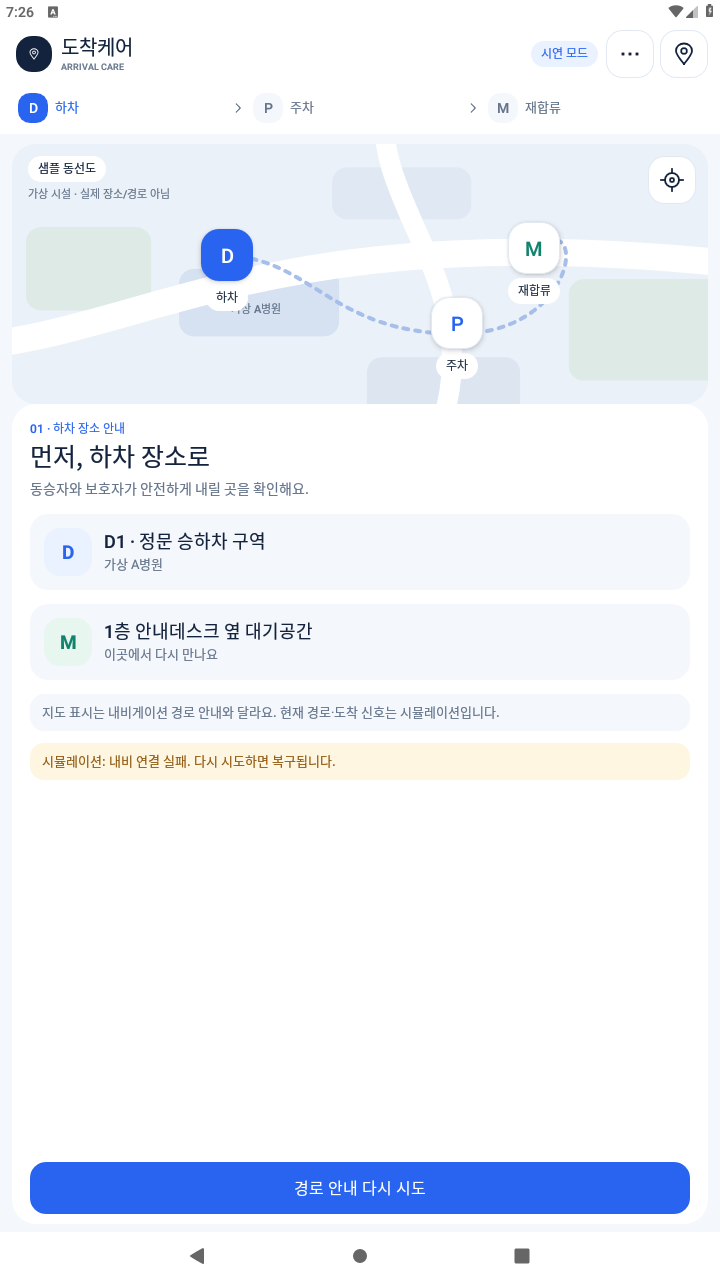 7:26
도착케어
ARRIVAL CARE
시연 모드
D 하차
P 주차
M 재합류
샘플 동선도
가상 시설 · 실제 장소/경로 아님
D
하차
A병원
M
재합류
P
주차
01 · 하차 장소 안내
먼저, 하차 장소로
동승자와 보호자가 안전하게 내릴 곳을 확인해요.
D
D1 · 정문 승하차 구역
가상 A병원
M
1층 안내데스크 옆 대기공간
이곳에서 다시 만나요
지도 표시는 내비게이션 경로 안내와 달라요. 현재 경로·도착 신호는 시뮬레이션입니다.
시뮬레이션: 내비 연결 실패. 다시 시도하면 복구됩니다.
경로 안내 다시 시도